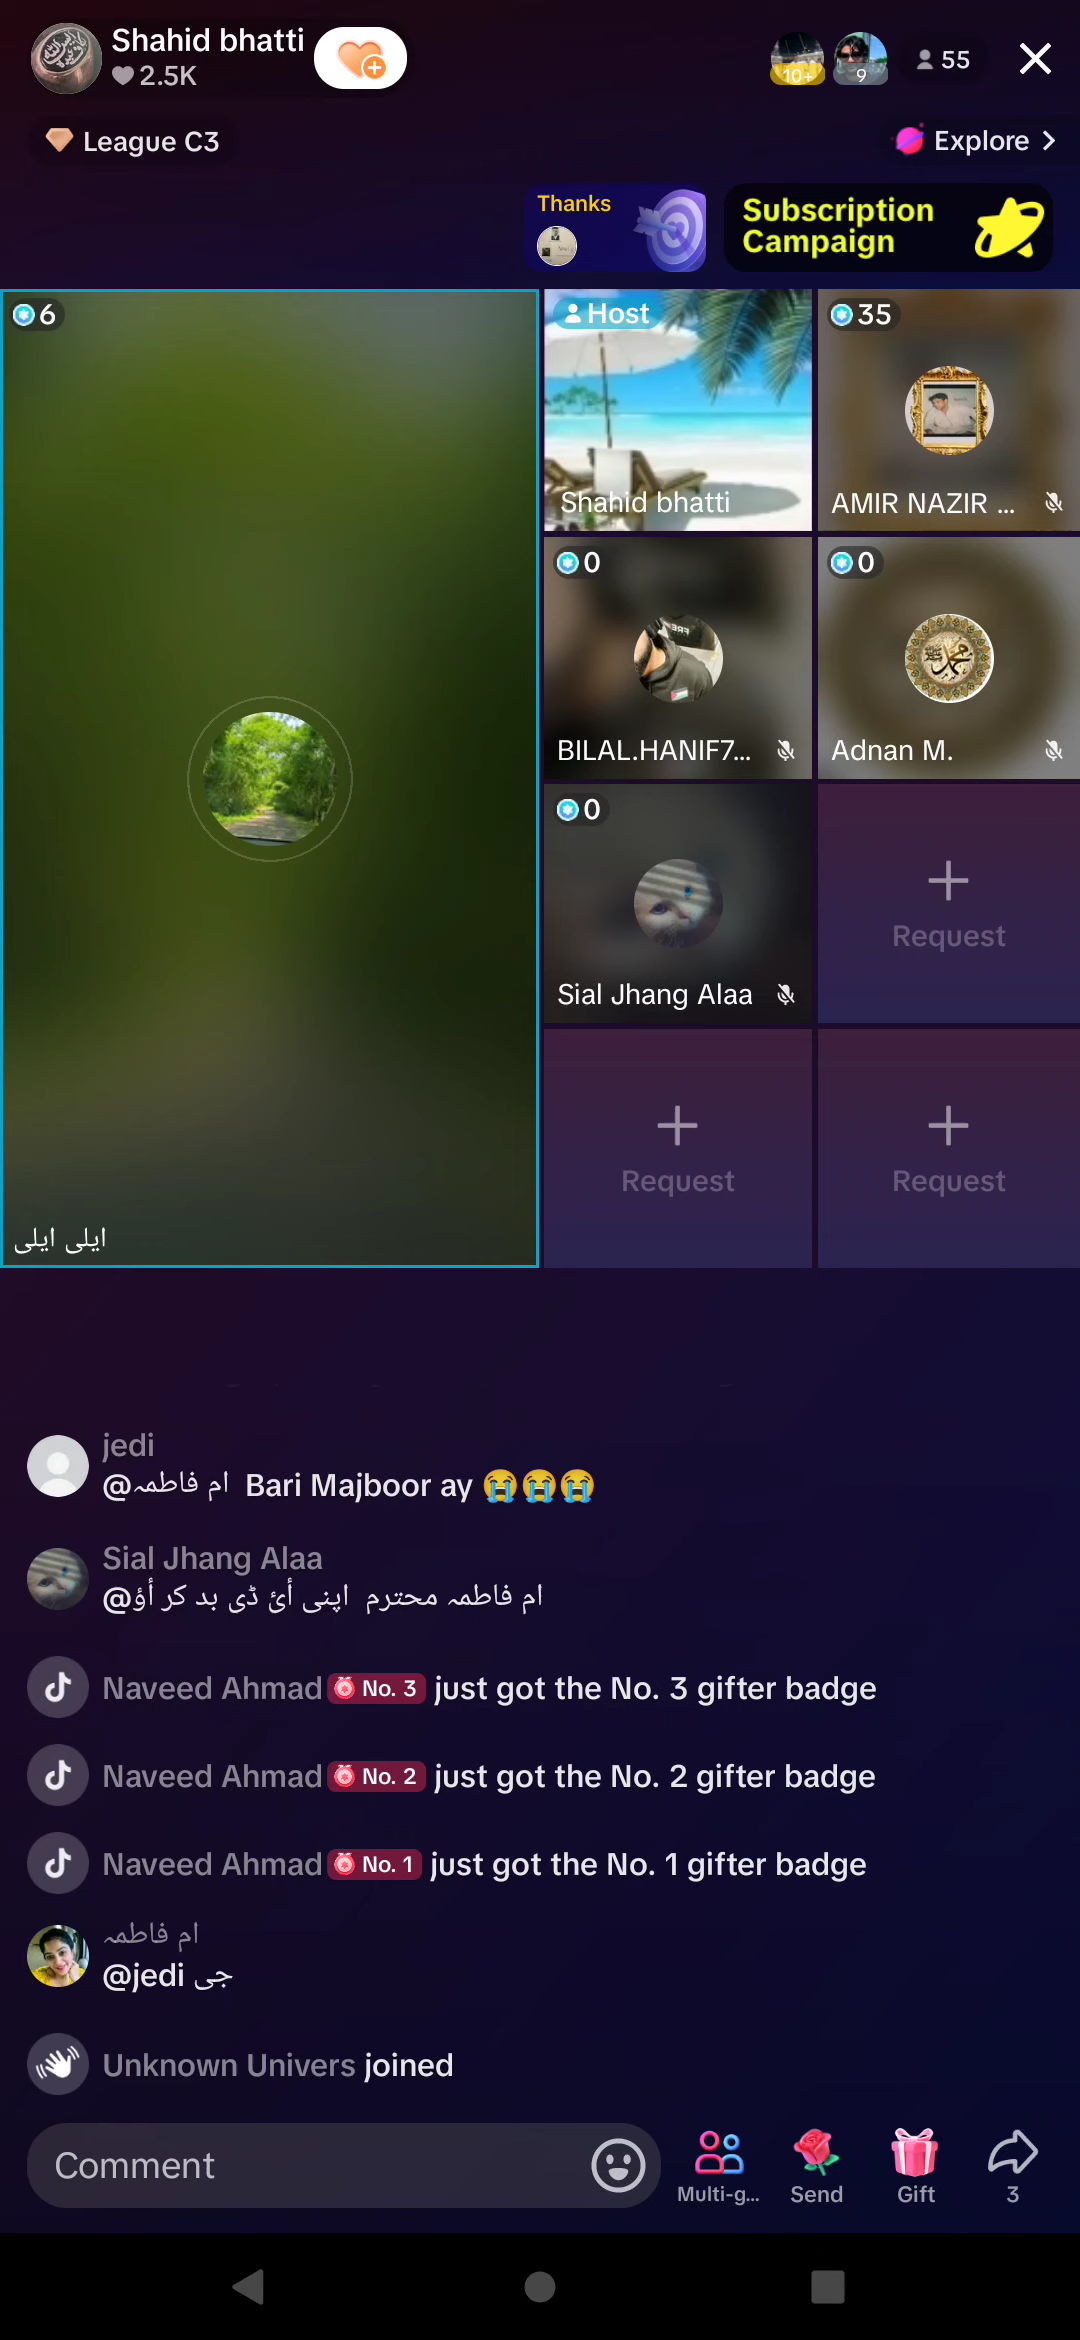 Shahid bhatti
2.5K
10+
9
55
League C3
Explore
Thanks
Subscription
Campaign
6
Host
35
Shahid bhatti
AMIR NAZIR ...
0
0
BILAL.HANIF7...
Adnan M.
0
Request
Sial Jhang Alaa
Request
Request
ایلی ایلی
jedi
@ام فاطمہ Bari Majboor ay 😭😭😭
Sial Jhang Alaa
@ام فاطمہ محترم اپنی أئ ڈی بد کر أؤ
Naveed Ahmad No. 3 just got the No. 3 gifter badge
Naveed Ahmad No. 2 just got the No. 2 gifter badge
Naveed Ahmad No. 1 just got the No. 1 gifter badge
ام فاطمہ
@jedi جی
Unknown Univers joined
Comment
Multi-g...
Send
Gift
3